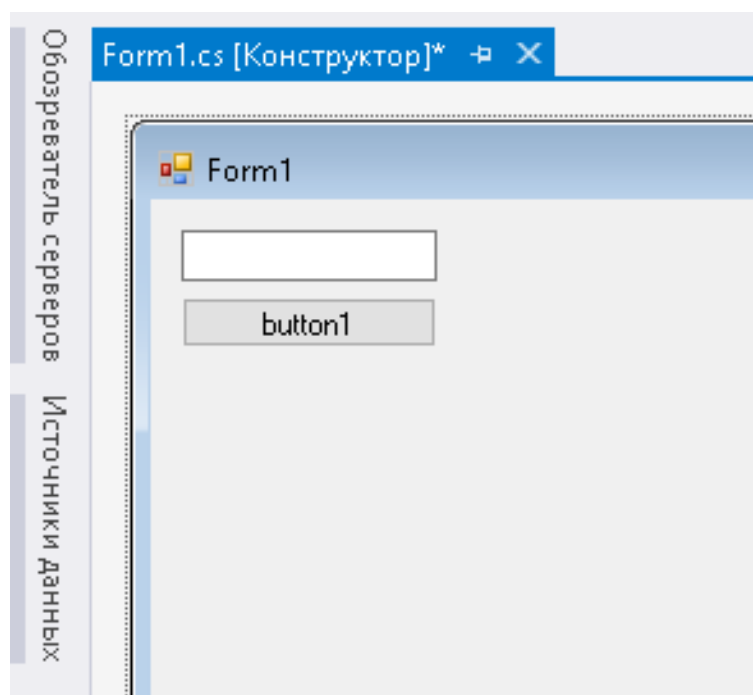 Обозреватель серверов
Источники данных
Form1.cs [Конструктор]*
Form1
button1